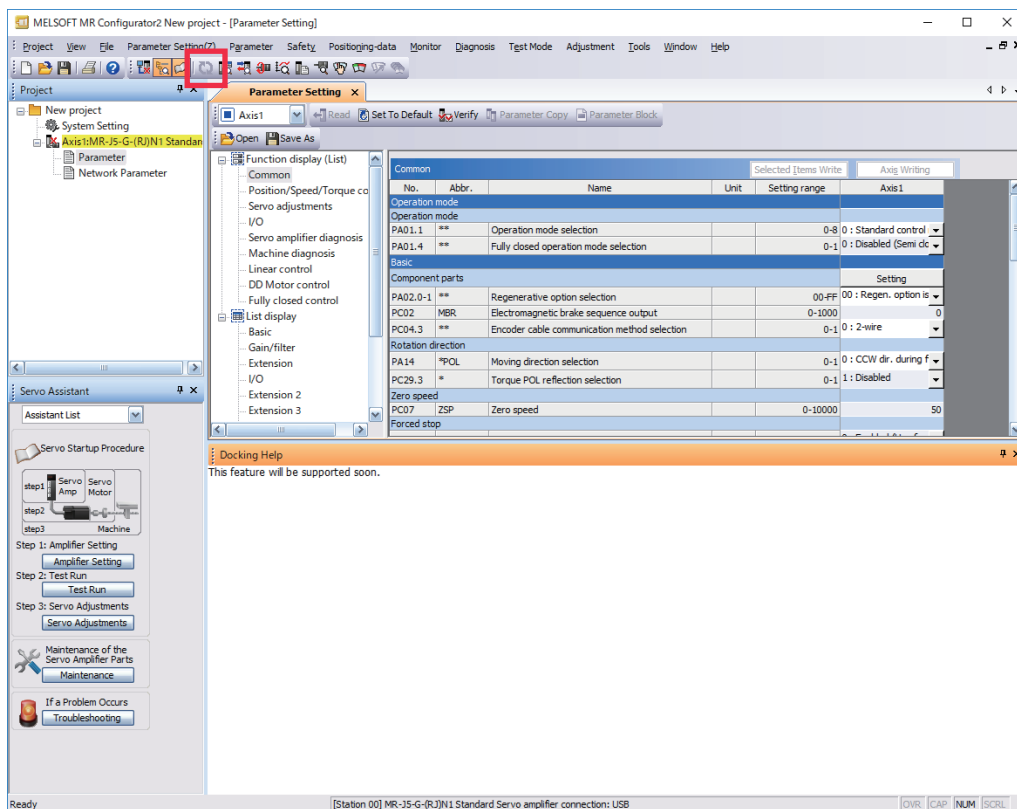 MELSOFT MR Configurator2 New project - [Parameter Setting]
Project View File Parameter Setting(Z) Parameter Safety Positioning-data Monitor Diagnosis Test Mode Adjustment Tools Window Help
Project
New project
System Setting
Axis1:MR-J5-G-(RJ)N1 Standar
Parameter
Network Parameter
Servo Assistant
Assistant List
Servo Startup Procedure
step1
Servo Amp
Servo Motor
step2
step3
Machine
Step 1: Amplifier Setting
Amplifier Setting
Step 2: Test Run
Test Run
Step 3: Servo Adjustments
Servo Adjustments
Maintenance of the
Servo Amplifier Parts
Maintenance
If a Problem Occurs
Troubleshooting
Parameter Setting
Axis1 Read Set To Default Verify Parameter Copy Parameter Block
Open Save As
Function display (List)
Common
Position/Speed/Torque co
Servo adjustments
I/O
Servo amplifier diagnosis
Machine diagnosis
Linear control
DD Motor control
Fully closed control
List display
Basic
Gain/filter
Extension
I/O
Extension 2
Extension 3
Common Selected Items Write Axis Writing
No. Abbr. Name Unit Setting range Axis1
Operation mode
Operation mode
PA01.1 ** Operation mode selection 0-8 0 : Standard control
PA01.4 ** Fully closed operation mode selection 0-1 0 : Disabled (Semi clc
Basic
Component parts Setting
PA02.0-1 ** Regenerative option selection 00-FF 00 : Regen. option is
PC02 MBR Electromagnetic brake sequence output 0-1000 0
PC04.3 ** Encoder cable communication method selection 0-1 0 : 2-wire
Rotation direction
PA14 *POL Moving direction selection 0-1 0 : CCW dir. during f
PC29.3 * Torque POL reflection selection 0-1 1 : Disabled
Zero speed
PC07 ZSP Zero speed 0-10000 50
Forced stop
Docking Help
This feature will be supported soon.
Ready [Station 00] MR-J5-G-(RJ)N1 Standard Servo amplifier connection: USB OVR CAP NUM SCRL